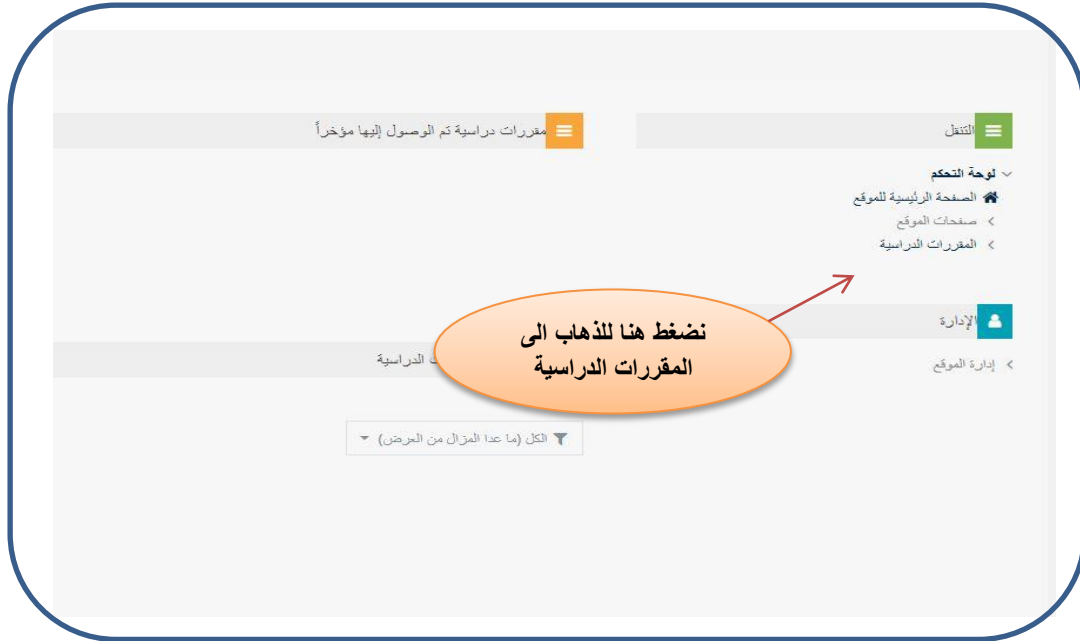 التنقل
لوحة التحكم
الصفحة الرئيسية للموقع
صفحات الموقع
المقررات الدراسية
الإدارة
إدارة الموقع
مقررات دراسية تم الوصول إليها مؤخراً
نضغط هنا للذهاب الى
المقررات الدراسية
الدراسية
الكل (ما عدا المزال من العرض)